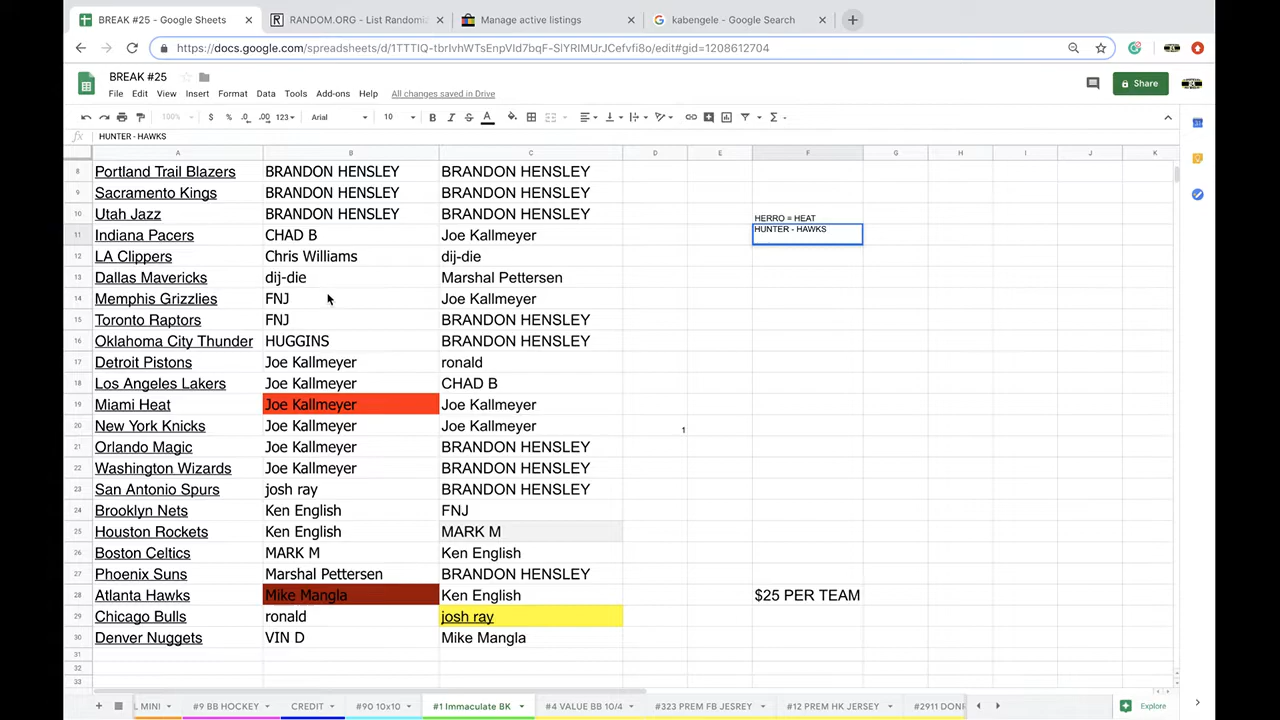 BREAK #25 - Google Sheets
RANDOM.ORG - List Randomi
Manage active listings
kabengele - Google Search
https://docs.google.com/spreadsheets/d/1TTTIQ-tbrIvhWTsEnpVId7bqF-SlYRIMUrJCefvfi8o/edit#gid=1208612704
BREAK #25
File Edit View Insert Format Data Tools Add-ons Help All changes saved in Drive
Share
100% $ % .0 .00 123 Arial 10 B I S A
fx HUNTER - HAWKS
A B C D E F G H I J K
8 Portland Trail Blazers BRANDON HENSLEY BRANDON HENSLEY
9 Sacramento Kings BRANDON HENSLEY BRANDON HENSLEY
10 Utah Jazz BRANDON HENSLEY BRANDON HENSLEY HERRO = HEAT
11 Indiana Pacers CHAD B Joe Kallmeyer HUNTER - HAWKS
12 LA Clippers Chris Williams dij-die
13 Dallas Mavericks dij-die Marshal Pettersen
14 Memphis Grizzlies FNJ Joe Kallmeyer
15 Toronto Raptors FNJ BRANDON HENSLEY
16 Oklahoma City Thunder HUGGINS BRANDON HENSLEY
17 Detroit Pistons Joe Kallmeyer ronald
18 Los Angeles Lakers Joe Kallmeyer CHAD B
19 Miami Heat Joe Kallmeyer Joe Kallmeyer
20 New York Knicks Joe Kallmeyer Joe Kallmeyer 1
21 Orlando Magic Joe Kallmeyer BRANDON HENSLEY
22 Washington Wizards Joe Kallmeyer BRANDON HENSLEY
23 San Antonio Spurs josh ray BRANDON HENSLEY
24 Brooklyn Nets Ken English FNJ
25 Houston Rockets Ken English MARK M
26 Boston Celtics MARK M Ken English
27 Phoenix Suns Marshal Pettersen BRANDON HENSLEY
28 Atlanta Hawks Mike Mangla Ken English $25 PER TEAM
29 Chicago Bulls ronald josh ray
30 Denver Nuggets VIN D Mike Mangla
31
32
33
L MINI #9 BB HOCKEY CREDIT #90 10x10 #1 Immaculate BK #4 VALUE BB 10/4 #323 PREM FB JESREY #12 PREM HK JERSEY #2911 DONI Explore